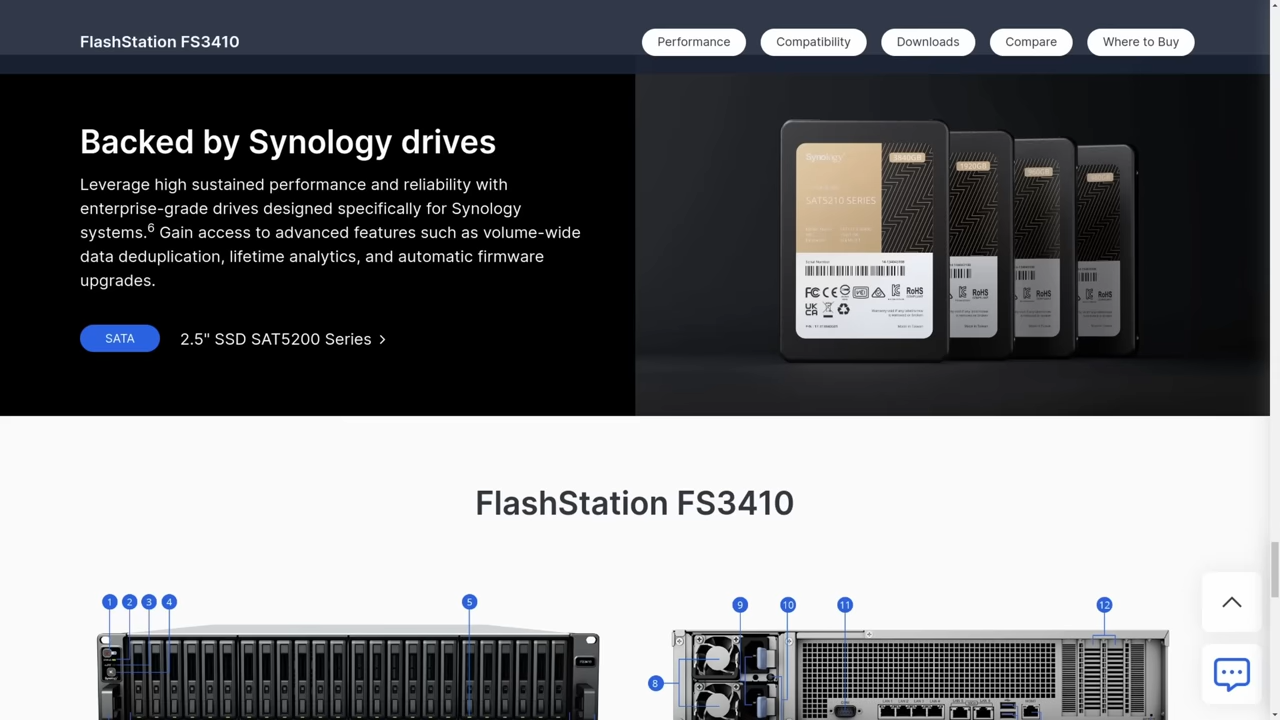 FlashStation FS3410
Performance
Compatibility
Downloads
Compare
Where to Buy
Backed by Synology drives
Leverage high sustained performance and reliability with
enterprise-grade drives designed specifically for Synology
systems.6 Gain access to advanced features such as volume-wide
data deduplication, lifetime analytics, and automatic firmware
upgrades.
SATA
2.5" SSD SAT5200 Series
Synology
3840GB
SAT5210 SERIES
RoHS
1920GB
RoHS
960GB
RoHS
FlashStation FS3410
1 2 3 4 5
9 10 11 12
8